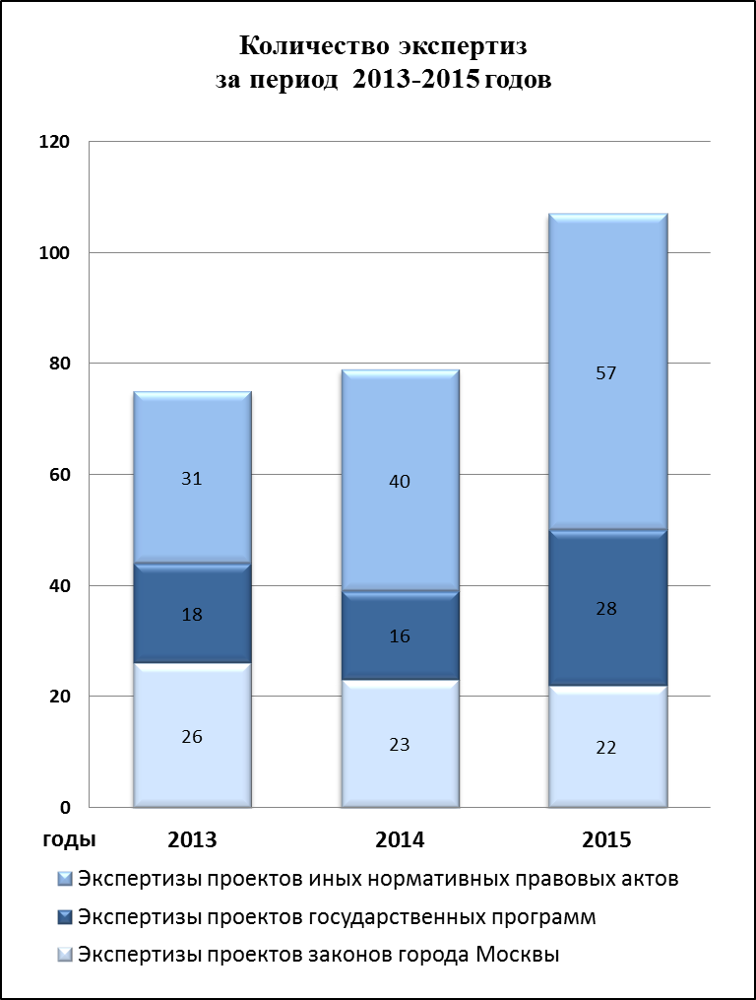 Количество экспертиз
за период 2013-2015 годов
120
100
80
60
40
20
0
31
40
57
18
16
28
26
23
22
годы 2013 2014 2015
Экспертизы проектов иных нормативных правовых актов
Экспертизы проектов государственных программ
Экспертизы проектов законов города Москвы